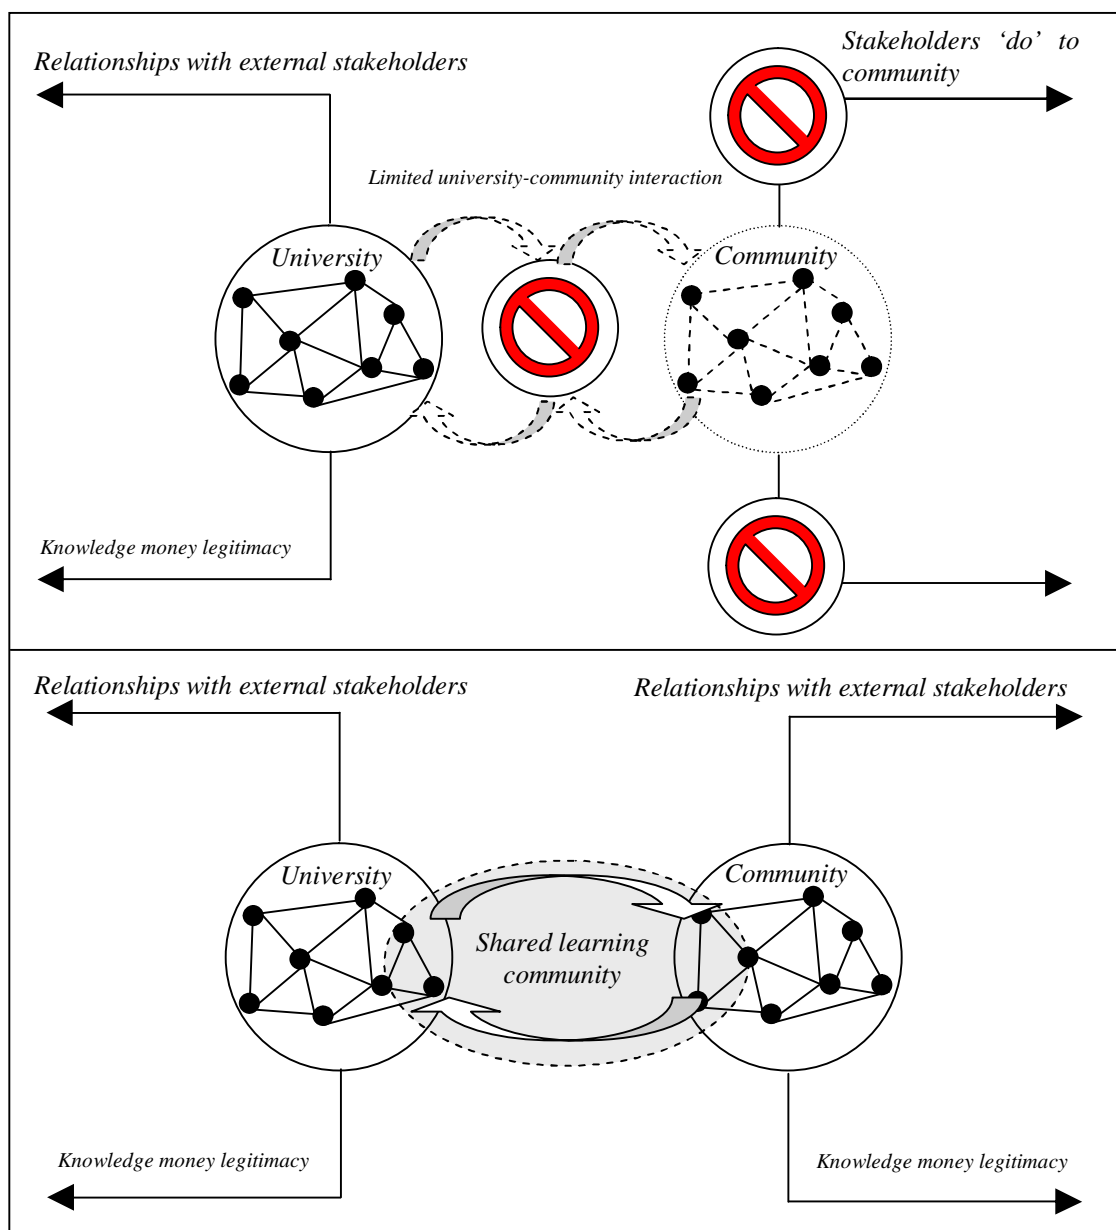 Relationships with external stakeholders
Stakeholders ‘do’ to
community
Limited university-community interaction
University
Community
Knowledge money legitimacy
Relationships with external stakeholders
Relationships with external stakeholders
University
Community
Shared learning
community
Knowledge money legitimacy
Knowledge money legitimacy